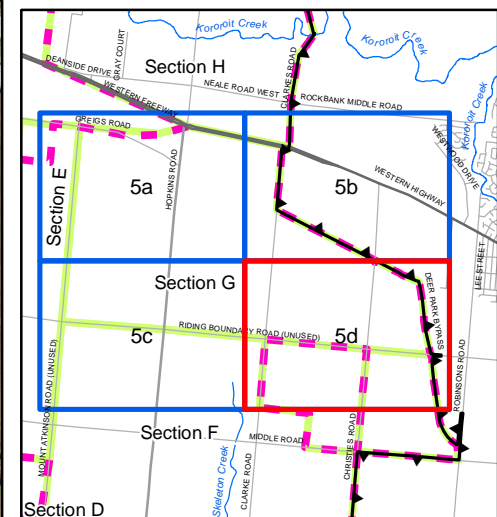 Kororoit Creek
Kororoit Creek
GRAY COURT
DEANSIDE DRIVE
Section H
CLARKES ROAD
WESTERN FREEWAY
NEALE ROAD WEST
ROCKBANK MIDDLE ROAD
Kororoit Creek
GREIGS ROAD
WESTWOOD DRIVE
HOPKINS ROAD
Section E
5a
5b
WESTERN HIGHWAY
LEE STREET
Section G
DEER PARK BYPASS
5c
RIDING BOUNDARY ROAD (UNUSED)
5d
ROBINSONS ROAD
MOUNT ATKINSON ROAD (UNUSED)
Section F
MIDDLE ROAD
CHRISTIES ROAD
Skeleton Creek
CLARKE ROAD
Section D